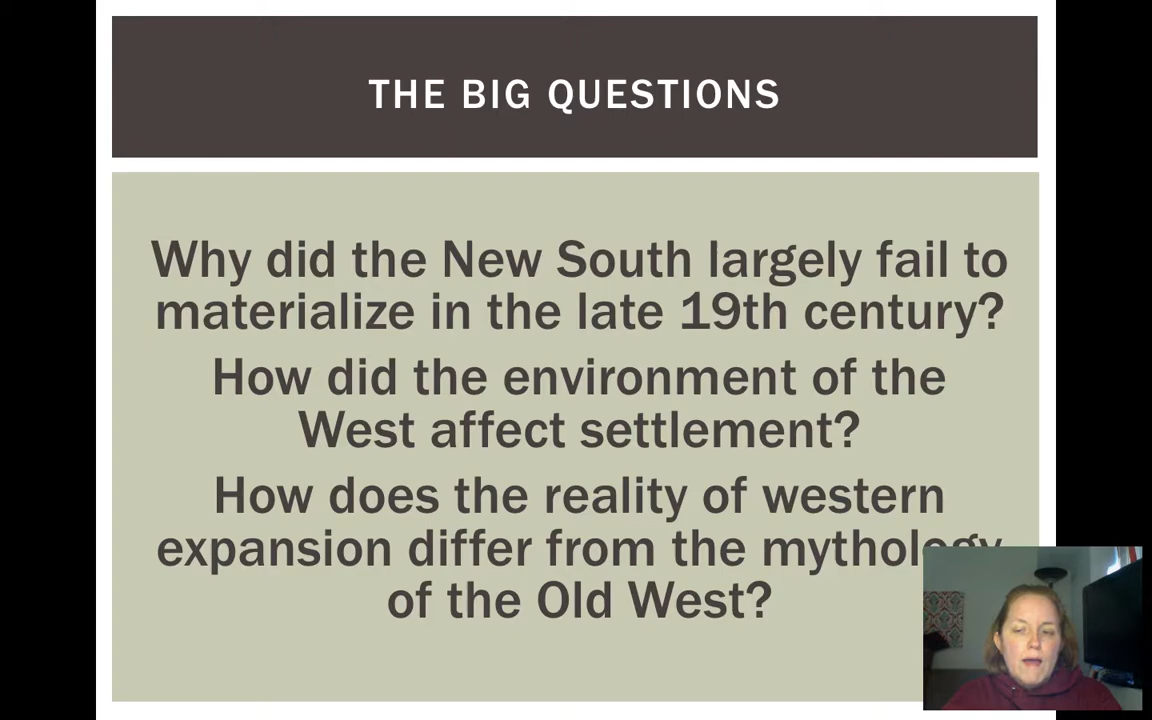 THE BIG QUESTIONS
Why did the New South largely fail to
materialize in the late 19th century?
How did the environment of the
West affect settlement?
How does the reality of western
expansion differ from the mythology
of the Old West?